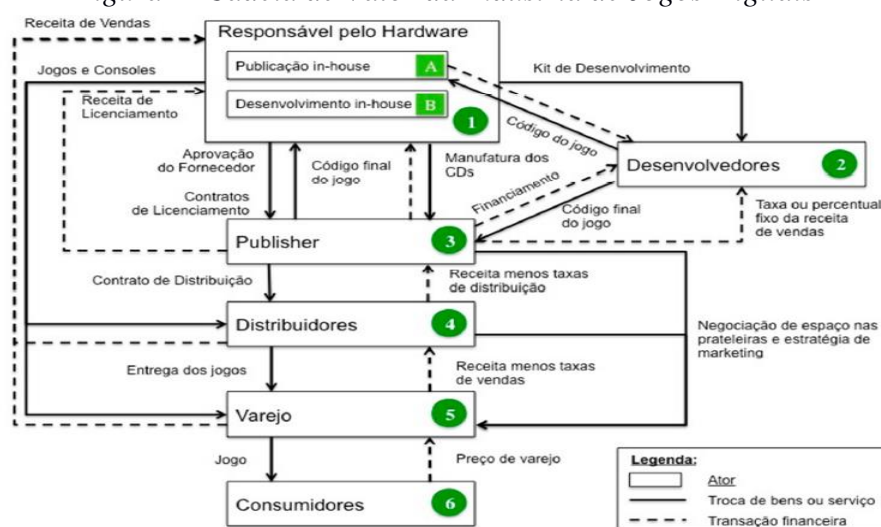 Receita de Vendas
Responsável pelo Hardware
Publicação in-house A
Desenvolvimento in-house B
1
Jogos e Consoles
Receita de
Licenciamento
Kit de Desenvolvimento
Código do jogo
Desenvolvedores 2
Aprovação
do Fornecedor
Contratos
de Licenciamento
Código final
do jogo
Manufatura dos
CDs
Financiamento
Código final
do jogo
Taxa ou percentual
fixo da receita
de vendas
Publisher 3
Contrato de Distribuição
Receita menos taxas
de distribuição
Distribuidores 4
Negociação de espaço nas
prateleiras e estratégia de
marketing
Entrega dos jogos
Receita menos taxas
de vendas
Varejo 5
Jogo
Preço de varejo
Consumidores 6
Legenda:
Ator
Troca de bens ou serviço
Transação financeira